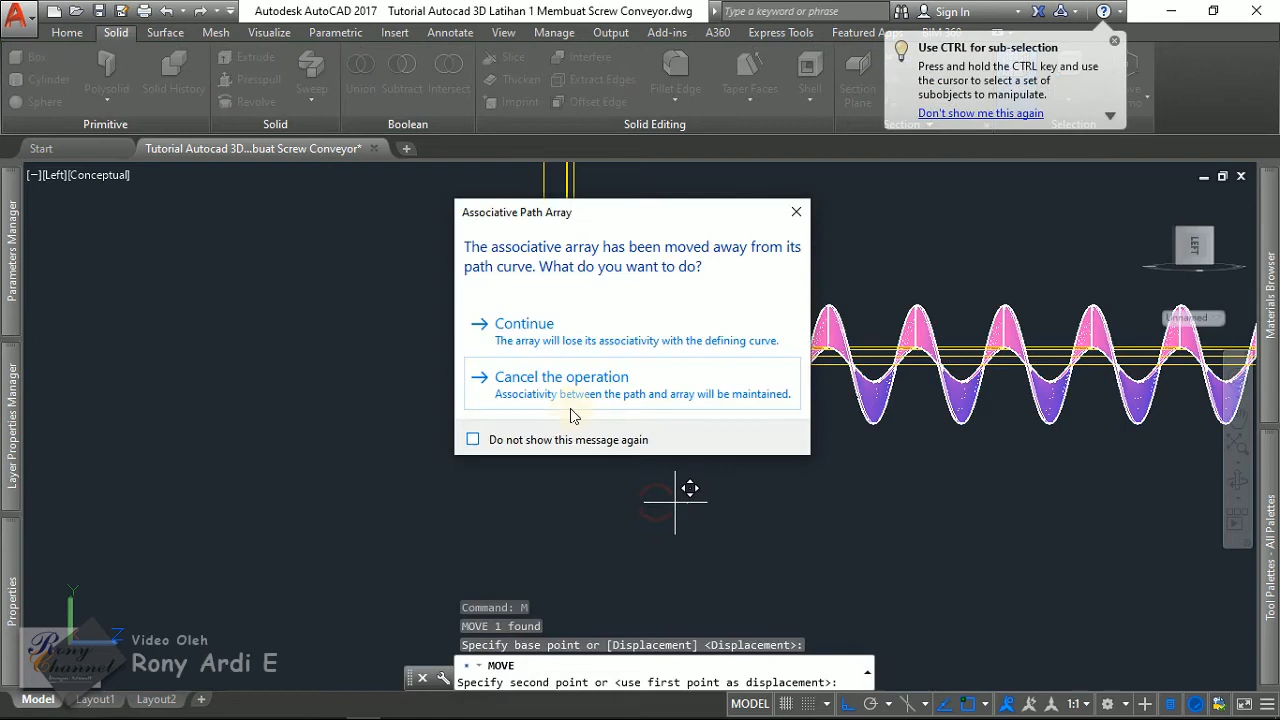 Autodesk AutoCAD 2017 Tutorial Autocad 3D Latihan 1 Membuat Screw Conveyor.dwg
Type a keyword or phrase
Sign In
Home Solid Surface Mesh Visualize Parametric Insert Annotate View Manage Output Add-ins A360 Express Tools Featured Apps BIM 360
Box
Cylinder
Sphere
Polysolid
Solid History
Extrude
Presspull
Revolve
Sweep
Union Subtract Intersect
Slice
Thicken
Imprint
Interfere
Extract Edges
Offset Edge
Fillet Edge
Taper Faces
Shell
Section
Plane
Primitive
Solid
Boolean
Solid Editing
Section
Selection
Use CTRL for sub-selection
Press and hold the CTRL key and use
the cursor to select a set of
subobjects to manipulate.
Don't show me this again
Start
Tutorial Autocad 3D...buat Screw Conveyor*
[−][Left][Conceptual]
Parameters Manager
Layer Properties Manager
Properties
Associative Path Array
The associative array has been moved away from its
path curve. What do you want to do?
Continue
The array will lose its associativity with the defining curve.
Cancel the operation
Associativity between the path and array will be maintained.
Do not show this message again
LEFT
Unnamed
Materials Browser
Tool Palettes - All Palettes
Command: M
MOVE 1 found
Specify base point or [Displacement] <Displacement>:
MOVE
Specify second point or <use first point as displacement>:
Y
Z
Rony
Channel
Video Oleh
Rony Ardi E
Model Layout1 Layout2
MODEL
1:1